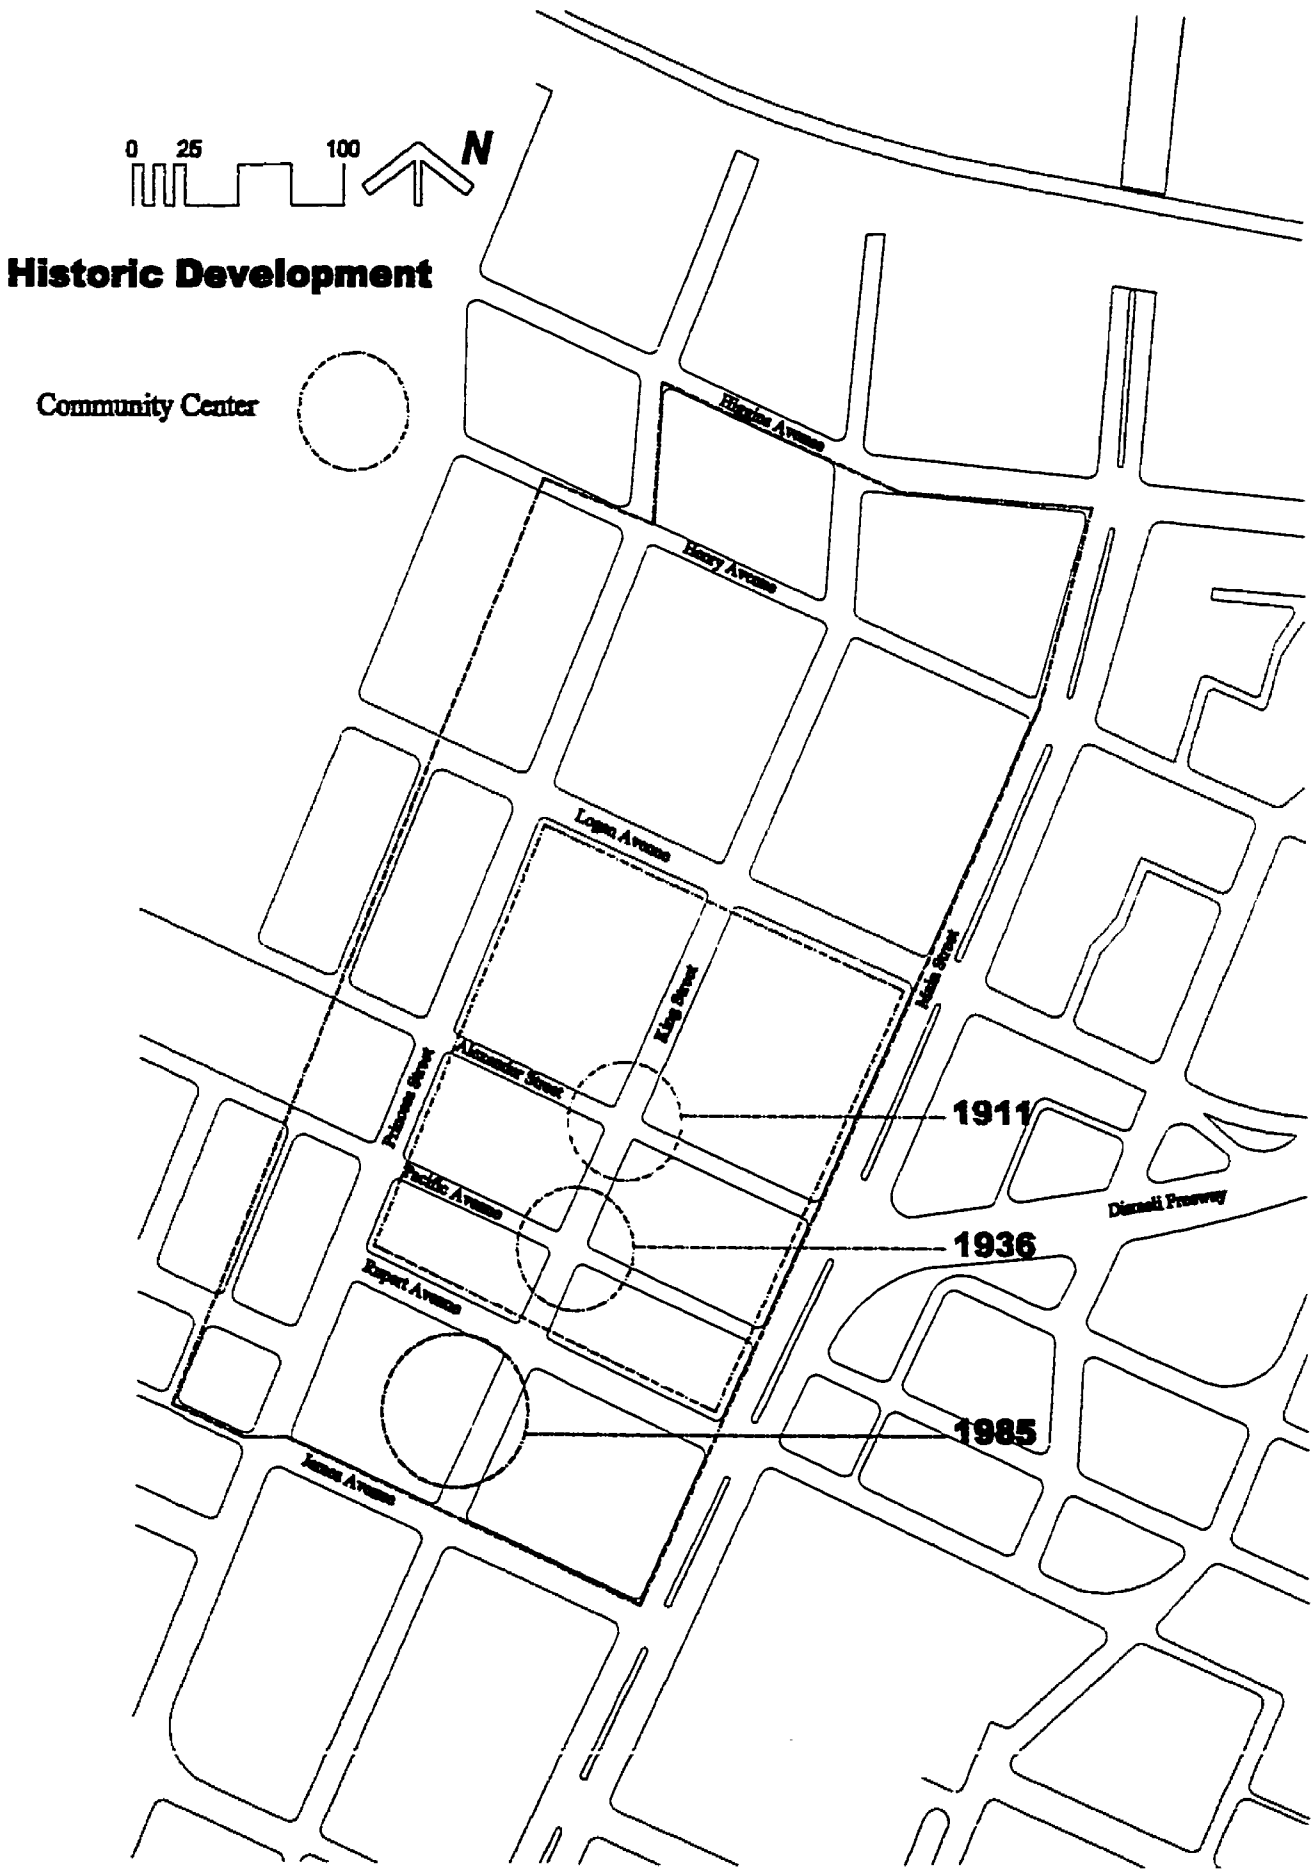 0 25 100 N
Historic Development
Community Center
Higgins Avenue
Henry Avenue
Logan Avenue
Main Street
King Street
Alexander Street
Princess Street
1911
Pacific Avenue
Disraeli Freeway
1936
Rupert Avenue
1985
James Avenue